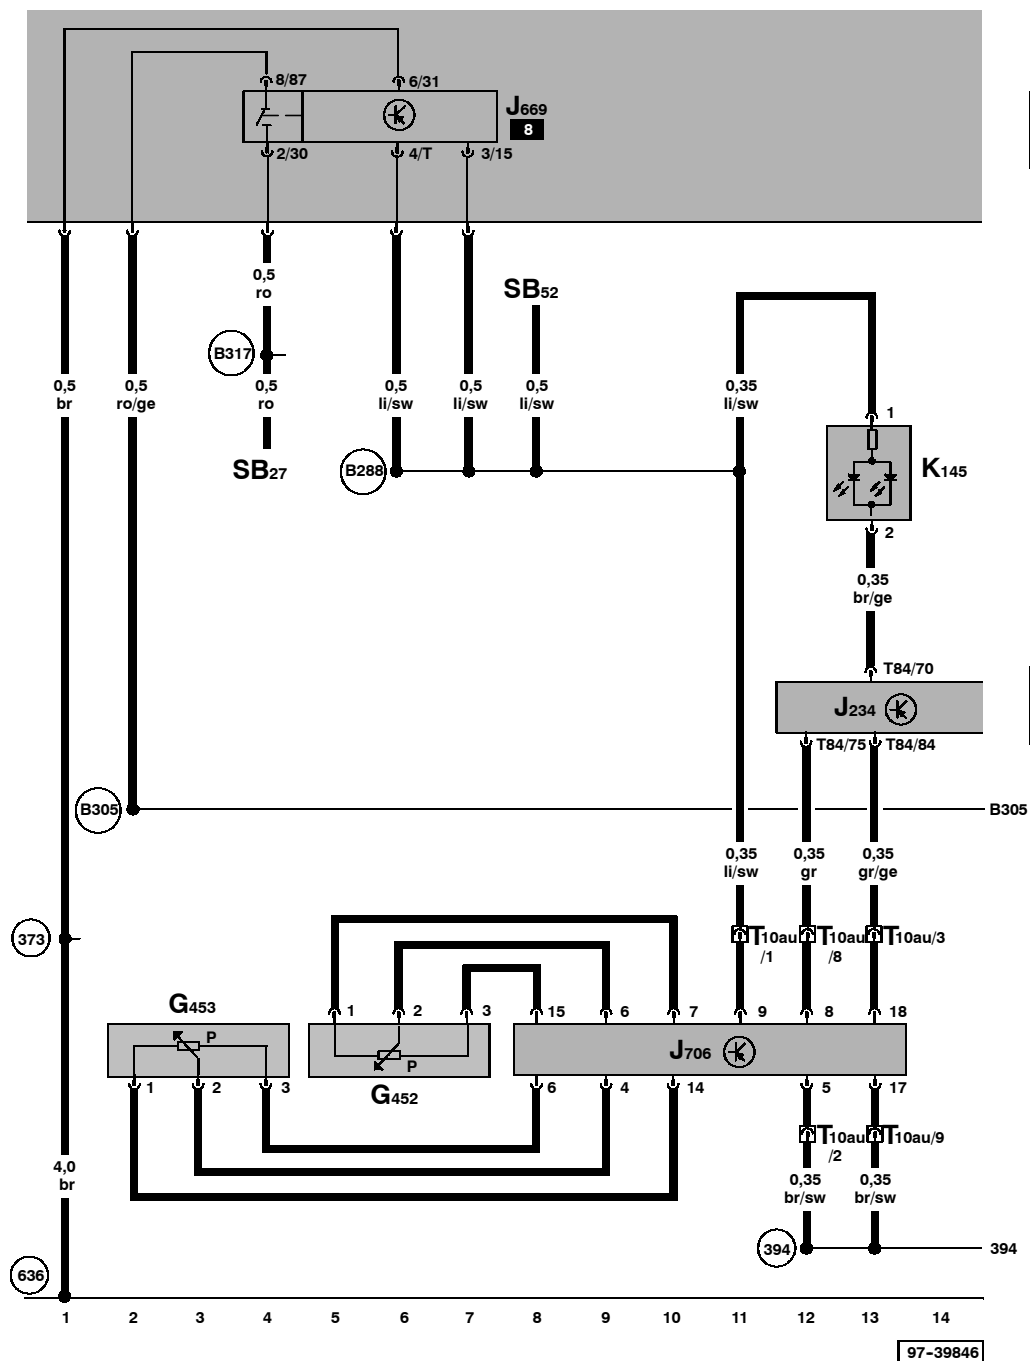 8/87
6/31
J669
8
2/30
4/T
3/15
0,5
ro
SB52
B317
0,5
br
0,5
ro/ge
0,5
ro
0,5
li/sw
0,5
li/sw
0,5
li/sw
0,35
li/sw
1
SB27
B288
K145
2
0,35
br/ge
T84/70
J234
T84/75
T84/84
B305
B305
0,35
li/sw
0,35
gr
0,35
gr/ge
373
T10au
/1
T10au
/8
T10au/3
G453
1
2
3
15
6
7
9
8
18
P
P
J706
1
2
3
G452
6
4
14
5
17
T10au
/2
T10au/9
4,0
br
0,35
br/sw
0,35
br/sw
394
394
636
1
2
3
4
5
6
7
8
9
10
11
12
13
14
97-39846